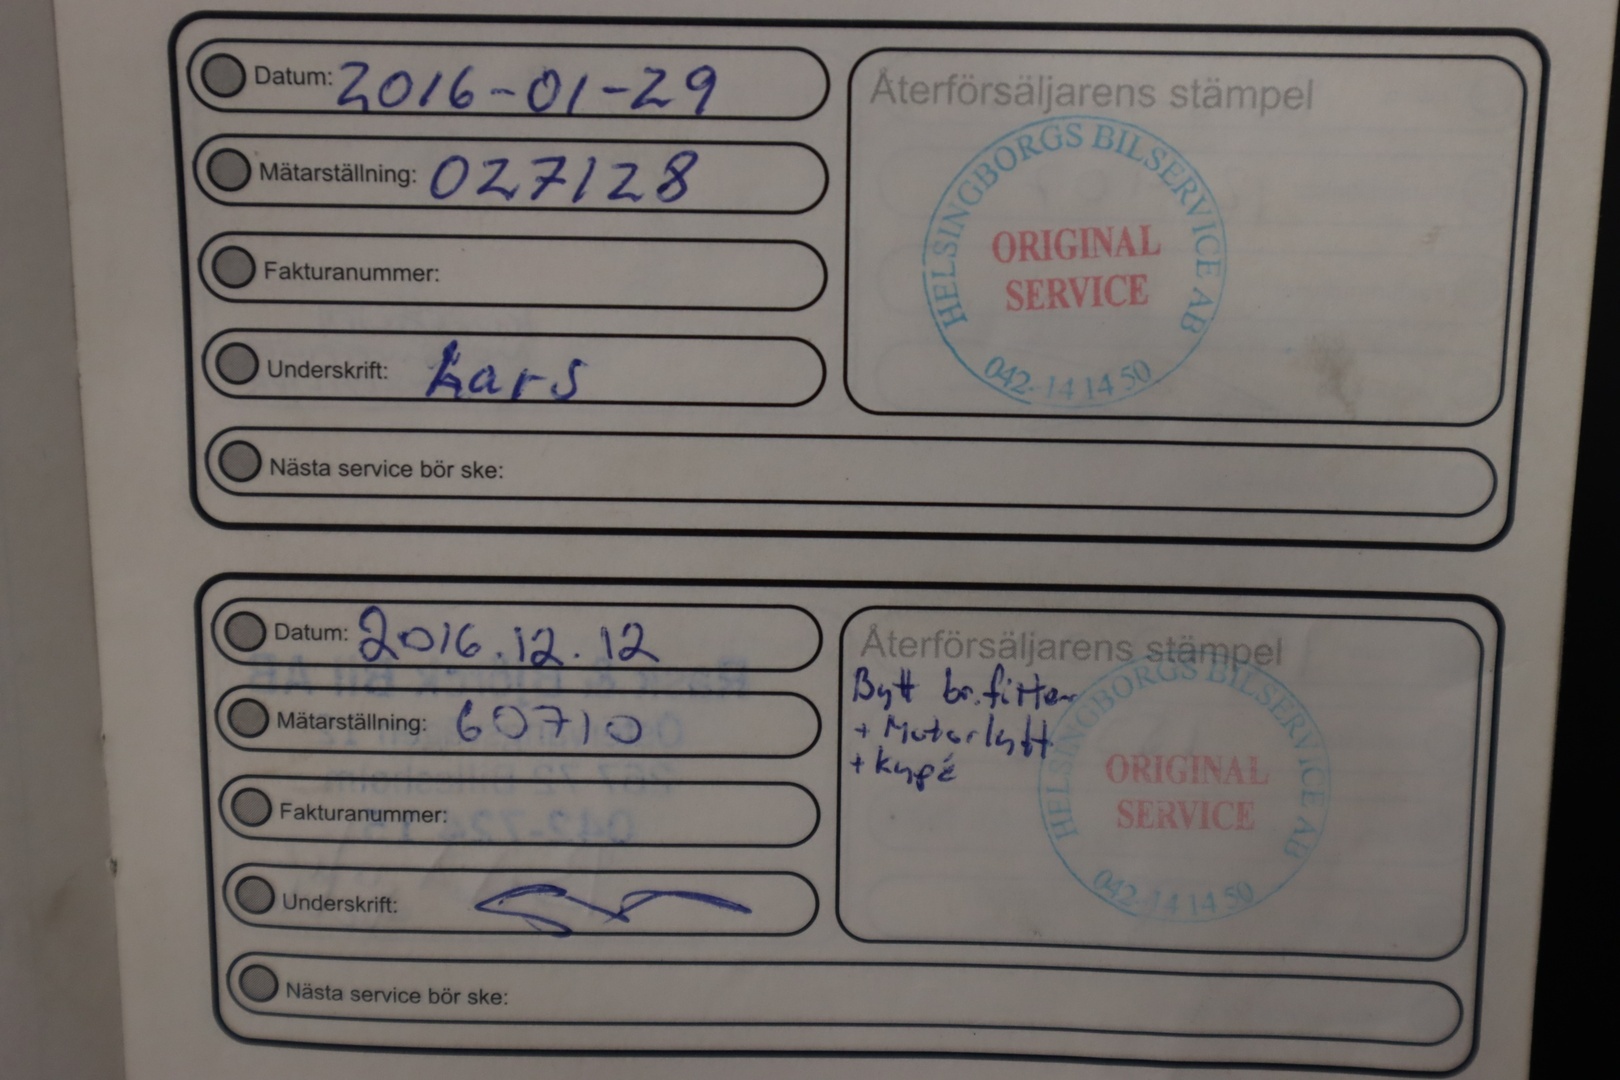 Datum: 2016-01-29
Mätarställning: 027128
Fakturanummer:
Underskrift: Lars
Nästa service bör ske:
Återförsäljarens stämpel
HELSINGBORGS BILSERVICE AB
ORIGINAL
SERVICE
042-14 14 50
Datum: 2016.12.12
Mätarställning: 60710
Fakturanummer:
Underskrift:
Nästa service bör ske:
Återförsäljarens stämpel
Bytt br.filter
+ Motorluft
+ kupé
HELSINGBORGS BILSERVICE AB
ORIGINAL
SERVICE
042-14 14 50